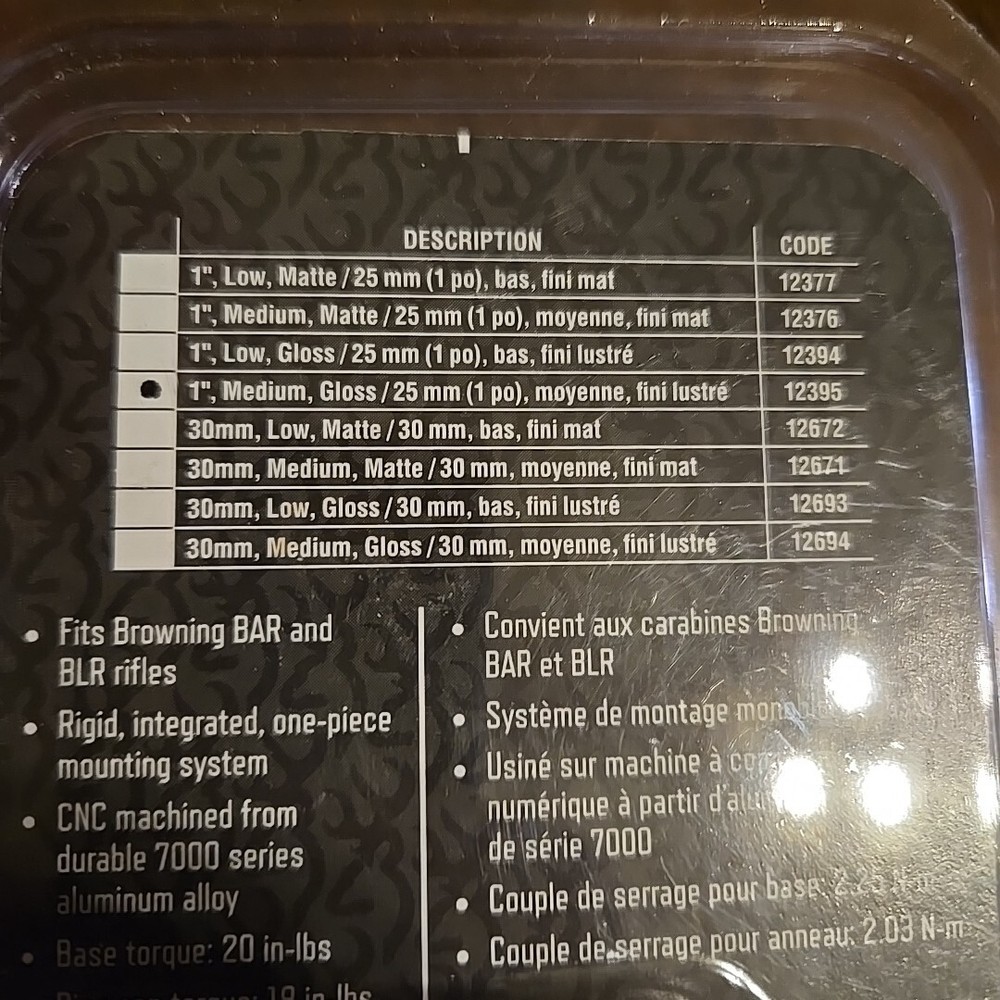 DESCRIPTION CODE
1", Low, Matte / 25 mm (1 po), bas, fini mat 12377
1", Medium, Matte / 25 mm (1 po), moyenne, fini mat 12376
1", Low, Gloss / 25 mm (1 po), bas, fini lustré 12394
1", Medium, Gloss / 25 mm (1 po), moyenne, fini lustré 12395
30mm, Low, Matte / 30 mm, bas, fini mat 12672
30mm, Medium, Matte / 30 mm, moyenne, fini mat 12671
30mm, Low, Gloss / 30 mm, bas, fini lustré 12693
30mm, Medium, Gloss / 30 mm, moyenne, fini lustré 12694
• Fits Browning BAR and
BLR rifles
• Rigid, integrated, one-piece
mounting system
• CNC machined from
durable 7000 series
aluminum alloy
• Base torque: 20 in-lbs
in-lbs
• Convient aux carabines Browning
BAR et BLR
• Système de montage
• Usiné sur machine à
numérique à partir
de série 7000
• Couple de serrage pour base:
• Couple de serrage pour anneau: 2.03 N-m